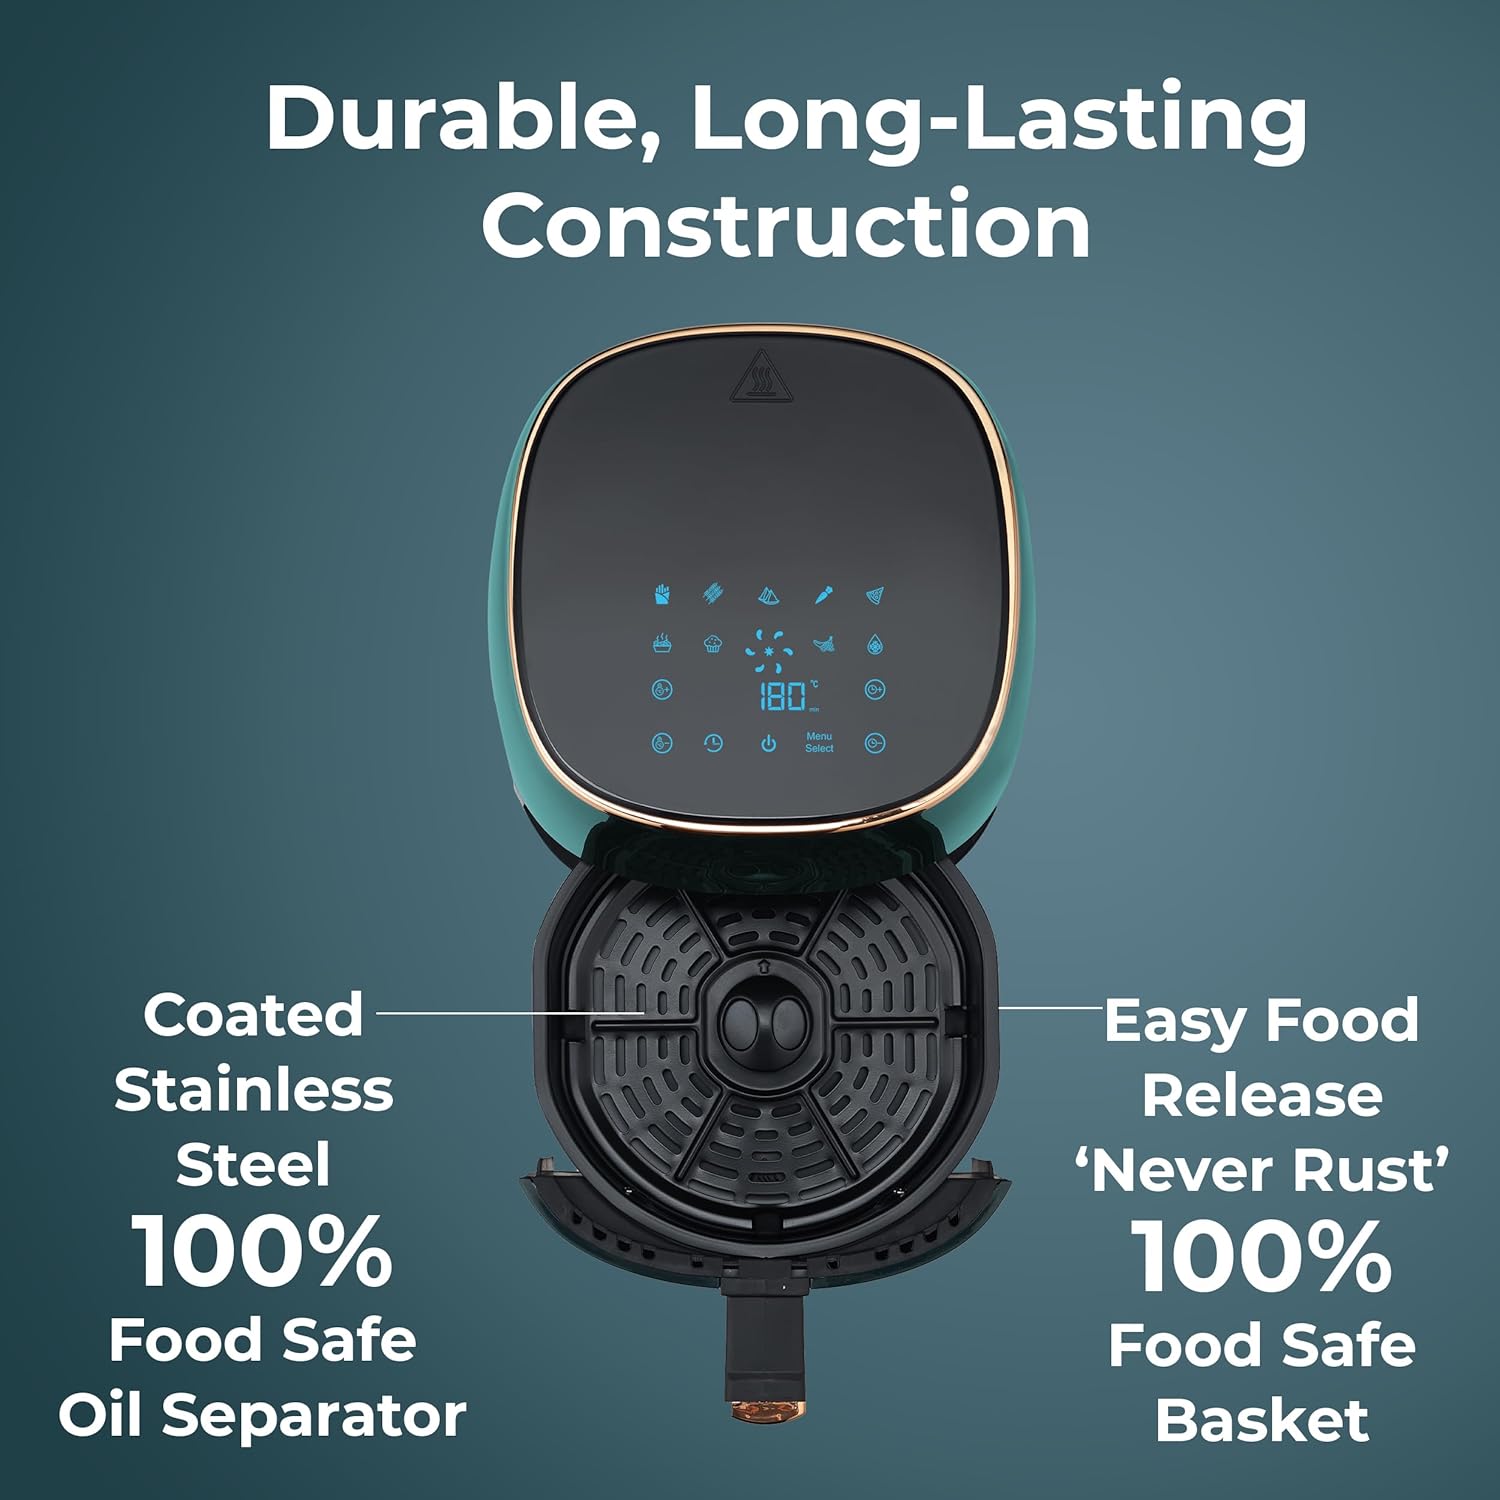 Durable, Long-Lasting
Construction
180 °C
min
Menu
Select
Coated
Stainless
Steel
100%
Food Safe
Oil Separator
Easy Food
Release
‘Never Rust’
100%
Food Safe
Basket